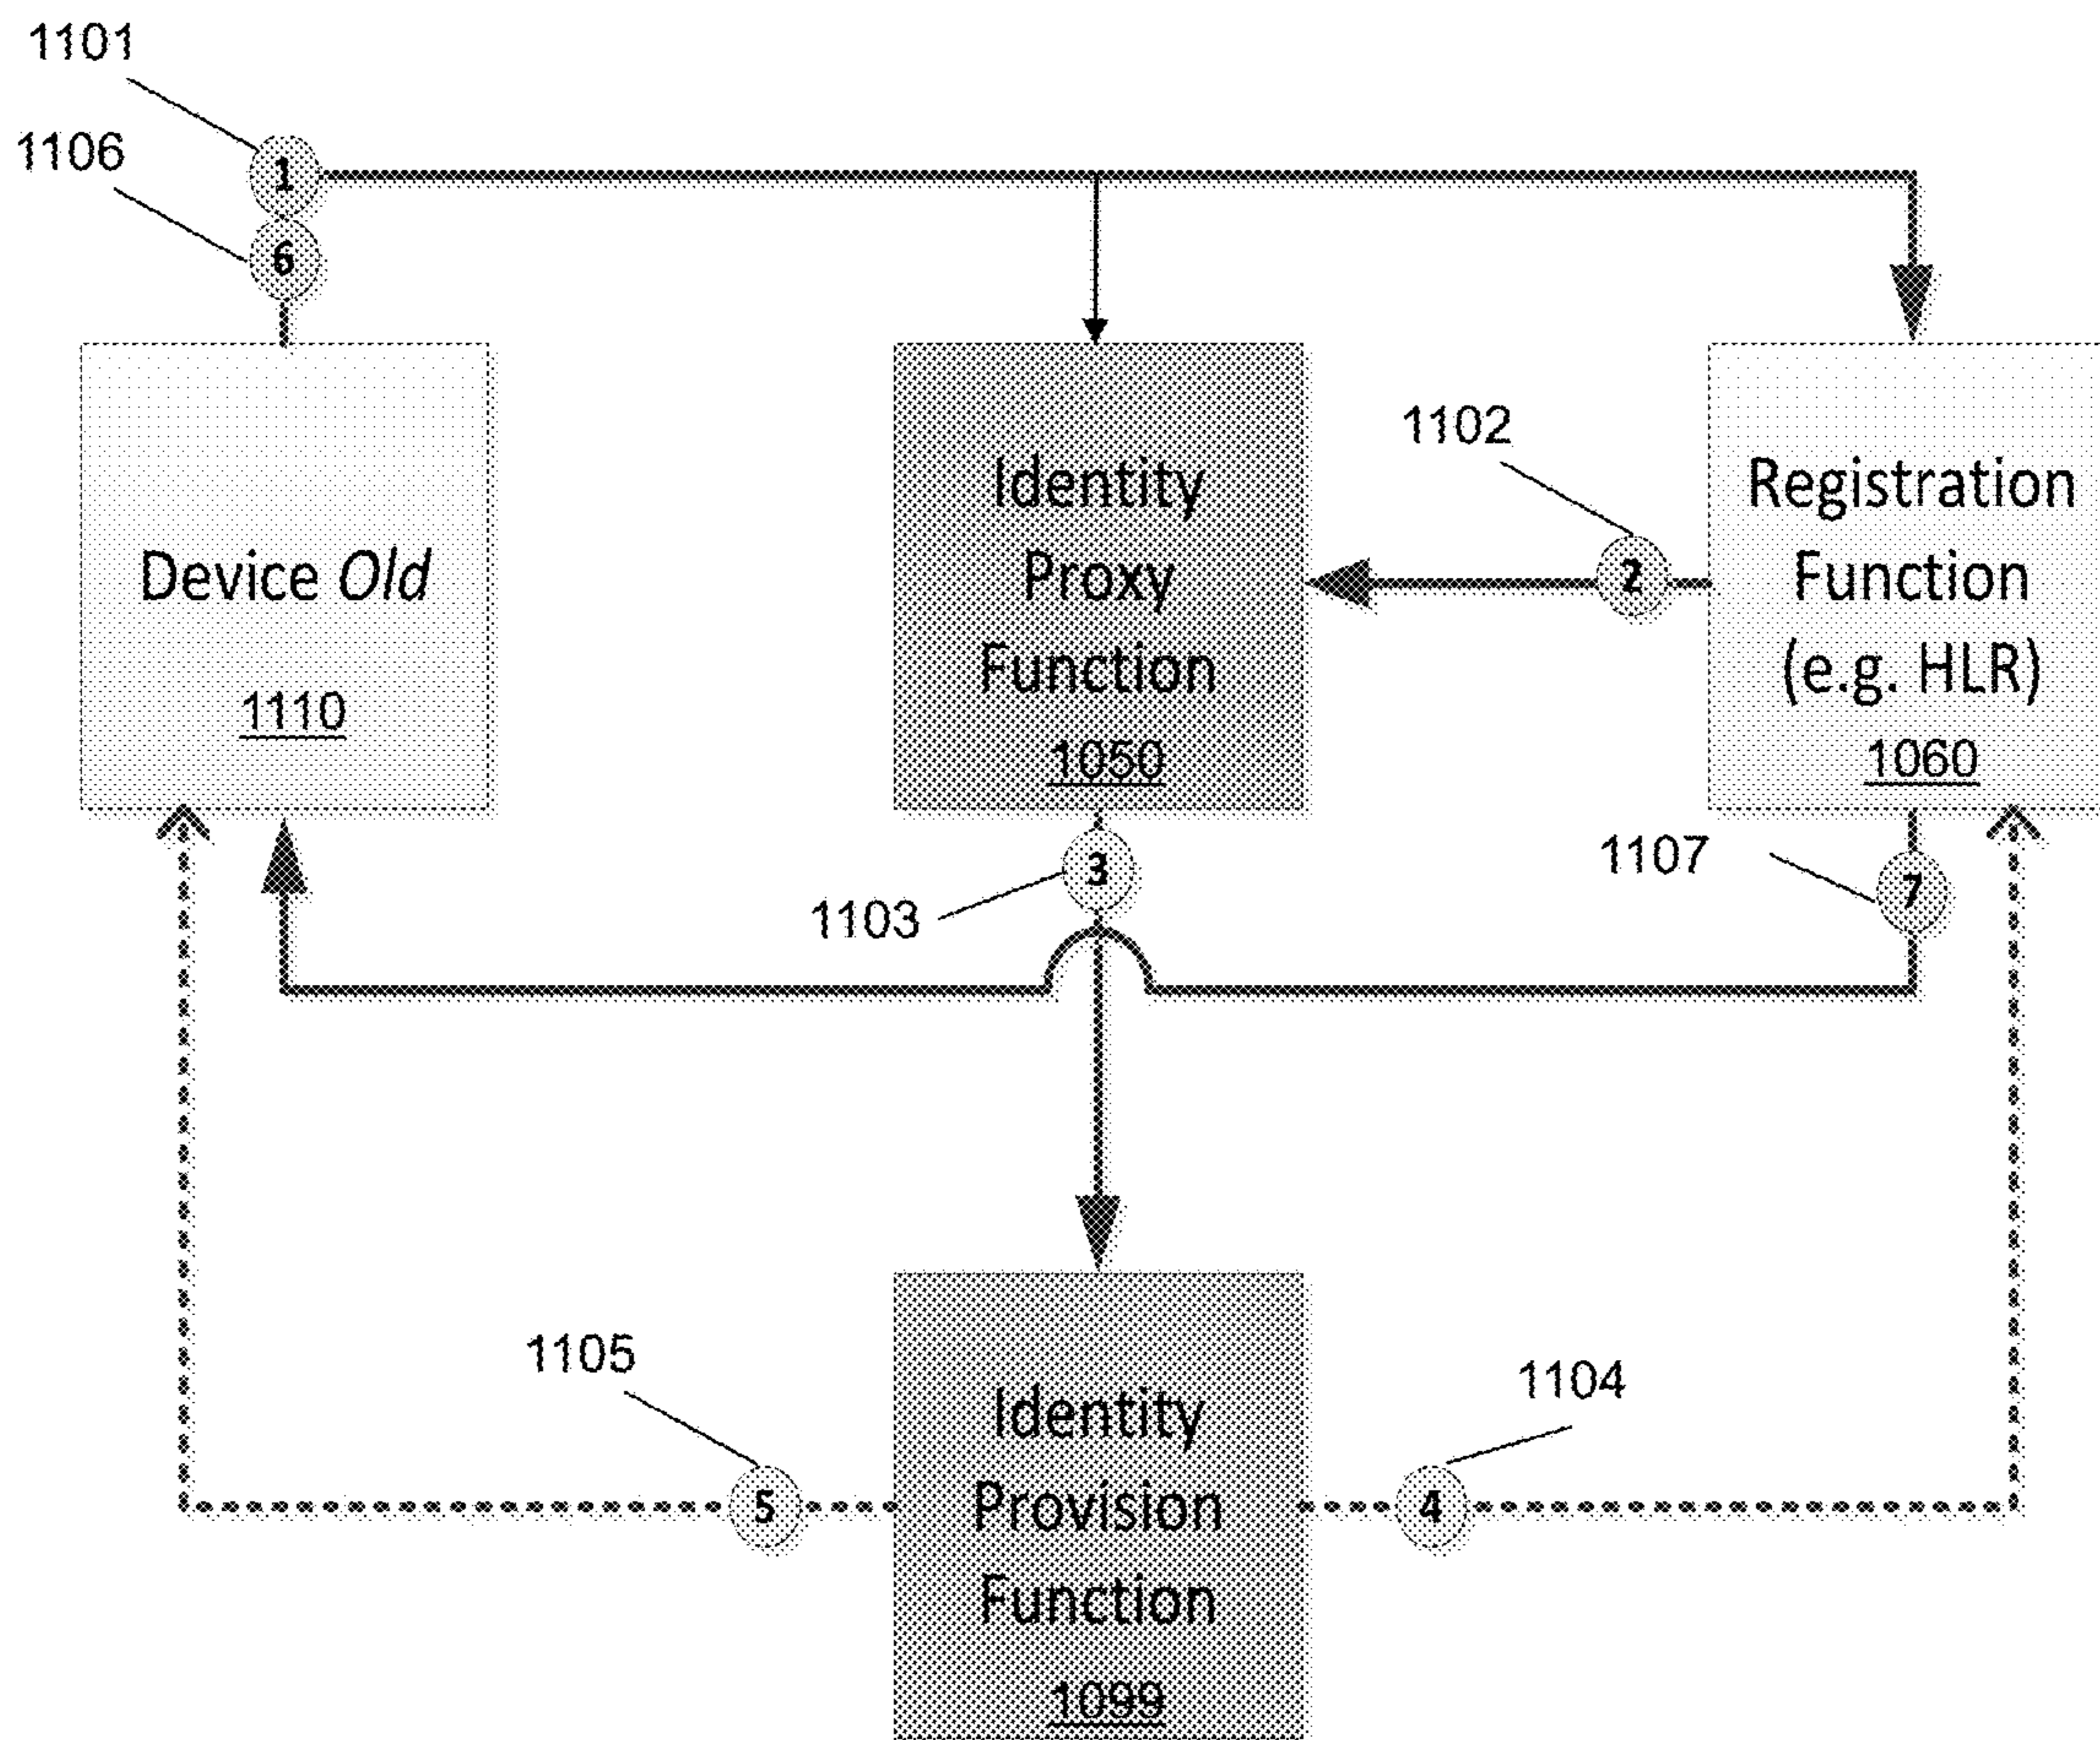 1101
1106
1
6
Device Old
1110
Identity
Proxy
Function
1050
1102
2
Registration
Function
(e.g. HLR)
1060
1103
3
1107
7
1105
5
Identity
Provision
Function
1099
1104
4